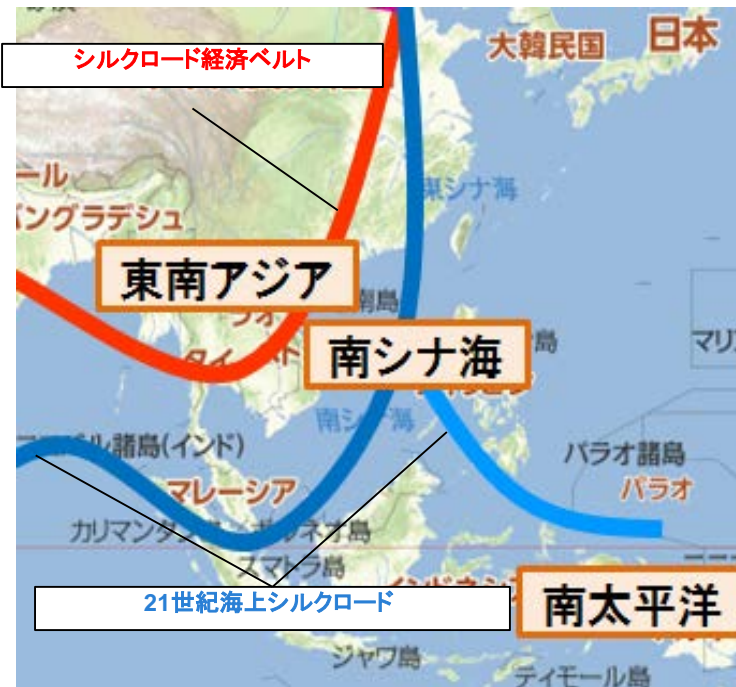 大韓民国
日本
シルクロード経済ベルト
ール
バングラデシュ
東シナ海
東南アジア
南島
南シナ海
島
タイ
マリ
南シナ海
諸島(インド)
パラオ諸島
パラオ
マレーシア
カリマンタン
ボルネオ島
スマトラ島
21世紀海上シルクロード
南太平洋
ジャワ島
ティモール島